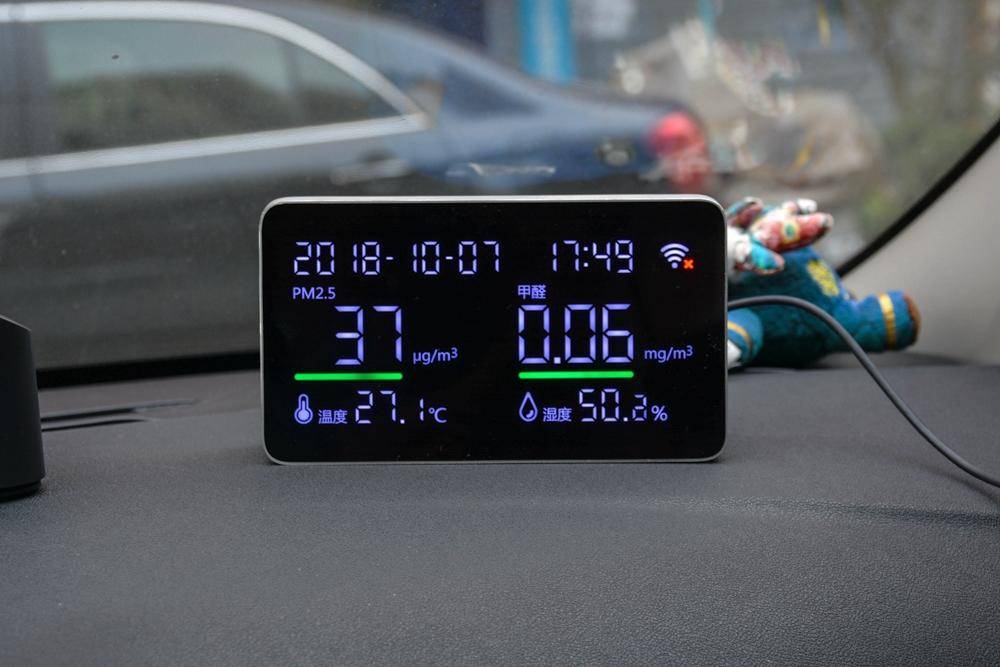 2018-10-07 17:49
PM2.5 甲醛
37 μg/m³ 0.06 mg/m³
温度 27.1℃ 湿度 50.%